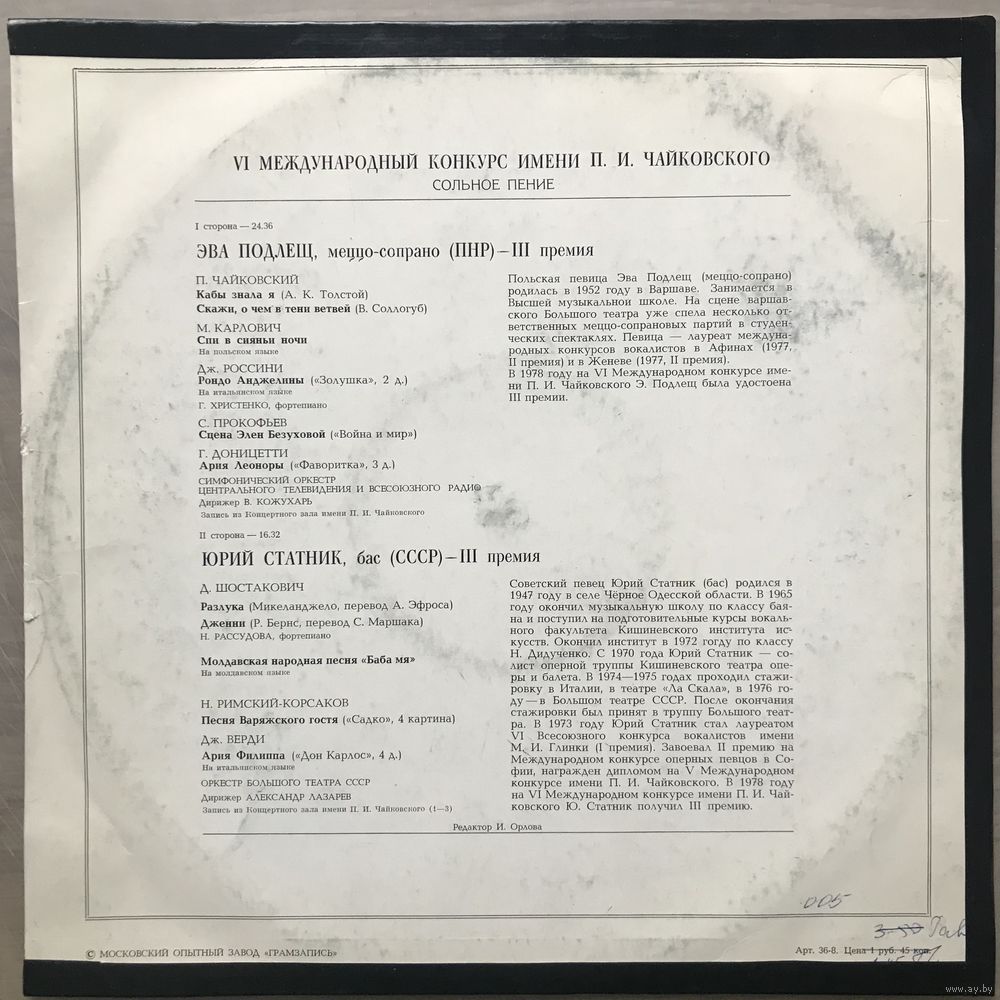 VI МЕЖДУНАРОДНЫЙ КОНКУРС ИМЕНИ П. И. ЧАЙКОВСКОГО
СОЛЬНОЕ ПЕНИЕ
I сторона — 24.36
ЭВА ПОДЛЕЩ, меццо-сопрано (ПНР)—III премия
П. ЧАЙКОВСКИЙ
Кабы знала я (А. К. Толстой)
Скажи, о чем в тени ветвей (В. Соллогуб)
М. КАРЛОВИЧ
Спи в сияньи ночи
На польском языке
Дж. РОССИНИ
Рондо Анджелины («Золушка», 2 д.)
На итальянском языке
Г. ХРИСТЕНКО, фортепиано
С. ПРОКОФЬЕВ
Сцена Элен Безуховой («Война и мир»)
Г. ДОНИЦЕТТИ
Ария Леоноры («Фаворитка», 3 д.)
СИМФОНИЧЕСКИЙ ОРКЕСТР
ЦЕНТРАЛЬНОГО ТЕЛЕВИДЕНИЯ И ВСЕСОЮЗНОГО РАДИО
Дирижер В. КОЖУХАРЬ
Запись из Концертного зала имени П. И. Чайковского
Польская певица Эва Подлещ (меццо-сопрано)
родилась в 1952 году в Варшаве. Занимается в
Высшей музыкальнои школе. На сцене варшав-
ского Большого театра уже спела несколько от-
ветственных меццо-сопрановых партий в студен-
ческих спектаклях. Певица — лауреат междуна-
родных конкурсов вокалистов в Афинах (1977,
II премия) и в Женеве (1977, II премия).
В 1978 году на VI Международном конкурсе име-
ни П. И. Чайковского Э. Подлещ была удостоена
III премии.
II сторона — 16.32
ЮРИЙ СТАТНИК, бас (СССР)—III премия
Д. ШОСТАКОВИЧ
Разлука (Микеланджело, перевод А. Эфроса)
Дженни (Р. Бернс, перевод С. Маршака)
Н. РАССУДОВА, фортепиано
Молдавская народная песня «Баба мя»
На молдавском языке
Н. РИМСКИЙ-КОРСАКОВ
Песня Варяжского гостя («Садко», 4 картина)
Дж. ВЕРДИ
Ария Филиппа («Дон Карлос», 4 д.)
На итальянском языке
ОРКЕСТР БОЛЬШОГО ТЕАТРА СССР
Дирижер АЛЕКСАНДР ЛАЗАРЕВ
Запись из Концертного зала имени П. И. Чайковского (1—3)
Советский певец Юрий Статник (бас) родился в
1947 году в селе Чёрное Одесской области. В 1965
году окончил музыкальную школу по классу бая-
на и поступил на подготовительные курсы вокаль-
ного факультета Кишиневского института ис-
кусств. Окончил институт в 1972 году по классу
Н. Дидученко. С 1970 года Юрий Статник — со-
лист оперной труппы Кишиневского театра опе-
ры и балета. В 1974—1975 годах проходил стажи-
ровку в Италии, в театре «Ла Скала», в 1976 го-
ду — в Большом театре СССР. После окончания
стажировки был принят в труппу Большого теат-
ра. В 1973 году Юрий Статник стал лауреатом
VI Всесоюзного конкурса вокалистов имени
М. И. Глинки (I премия). Завоевал II премию на
Международном конкурсе оперных певцов в Со-
фии, награжден дипломом на V Международном
конкурсе имени П. И. Чайковского. В 1978 году
на VI Международном конкурсе имени П. И. Чай-
ковского Ю. Статник получил III премию.
Редактор И. Орлова
005
3-50
© МОСКОВСКИЙ ОПЫТНЫЙ ЗАВОД «ГРАМЗАПИСЬ»
Арт. 36-8. Цена 1 руб. 45 коп.
www.ay.by